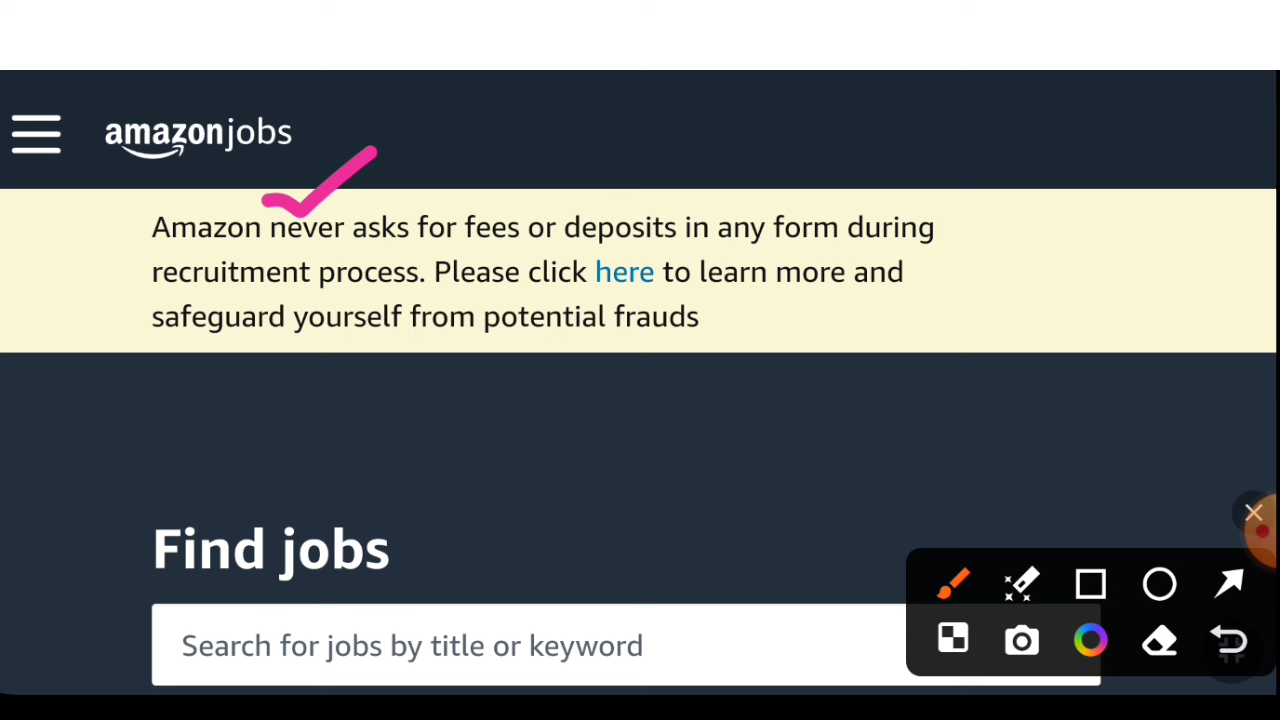 amazonjobs
Amazon never asks for fees or deposits in any form during
recruitment process. Please click here to learn more and
safeguard yourself from potential frauds
Find jobs
Search for jobs by title or keyword